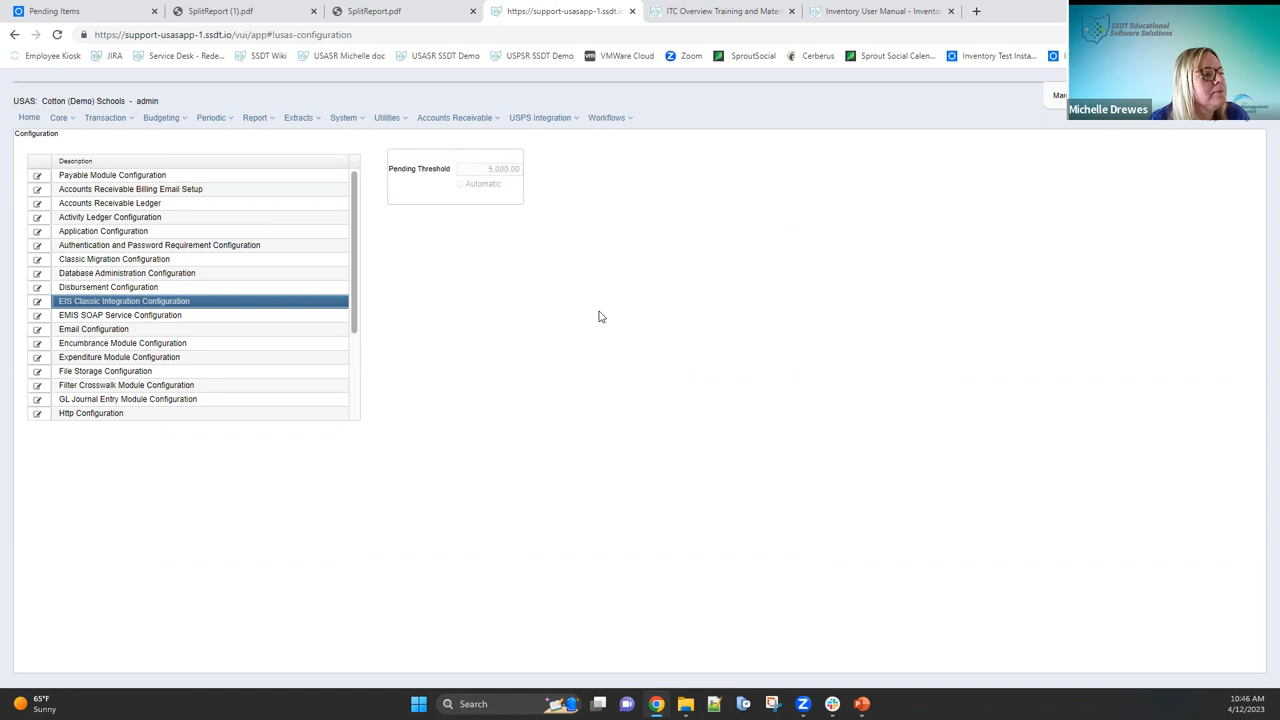 Pending Items
SplitReport (1).pdf
SplitReport.pdf
https://support-usasapp-1.ssdt.i
ITC Overview Training and Mater
Inventory User Manual - Invento
https://support-usasapp-1.ssdt.io/vui/app#!usas-configuration
Employee Kiosk
JIRA
Service Desk - Rede...
SSDT Wiki
USASR Michelle doc
USASR SSDT Demo
USPSR SSDT Demo
VMWare Cloud
Zoom
SproutSocial
Cerberus
Sprout Social Calen...
Inventory Test Insta...
SSDT Educational
Software Solutions
Michelle Drewes
USAS: Cotton (Demo) Schools - admin
Home
Core
Transaction
Budgeting
Periodic
Report
Extracts
System
Utilities
Accounts Receivable
USPS Integration
Workflows
Configuration
Description
Payable Module Configuration
Accounts Receivable Billing Email Setup
Accounts Receivable Ledger
Activity Ledger Configuration
Application Configuration
Authentication and Password Requirement Configuration
Classic Migration Configuration
Database Administration Configuration
Disbursement Configuration
EIS Classic Integration Configuration
EMIS SOAP Service Configuration
Email Configuration
Encumbrance Module Configuration
Expenditure Module Configuration
File Storage Configuration
Filter Crosswalk Module Configuration
GL Journal Entry Module Configuration
Http Configuration
Pending Threshold 5,000.00
Automatic
65°F
Sunny
Search
10:46 AM
4/12/2023